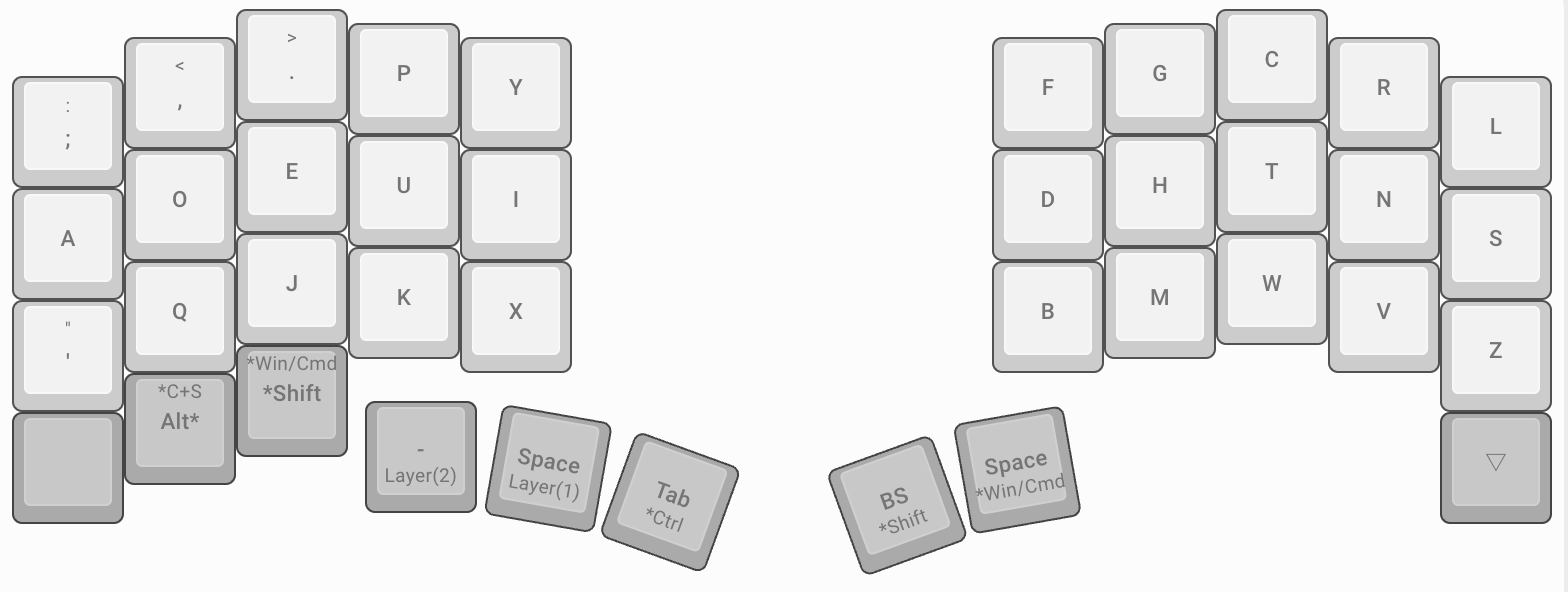 :
;
<
,
>
.
P
Y
F
G
C
R
L
A
O
E
U
I
D
H
T
N
S
"
'
Q
J
K
X
B
M
W
V
Z
*C+S
Alt*
*Win/Cmd
*Shift
-
Layer(2)
Space
Layer(1)
Tab
*Ctrl
BS
*Shift
Space
*Win/Cmd
▽